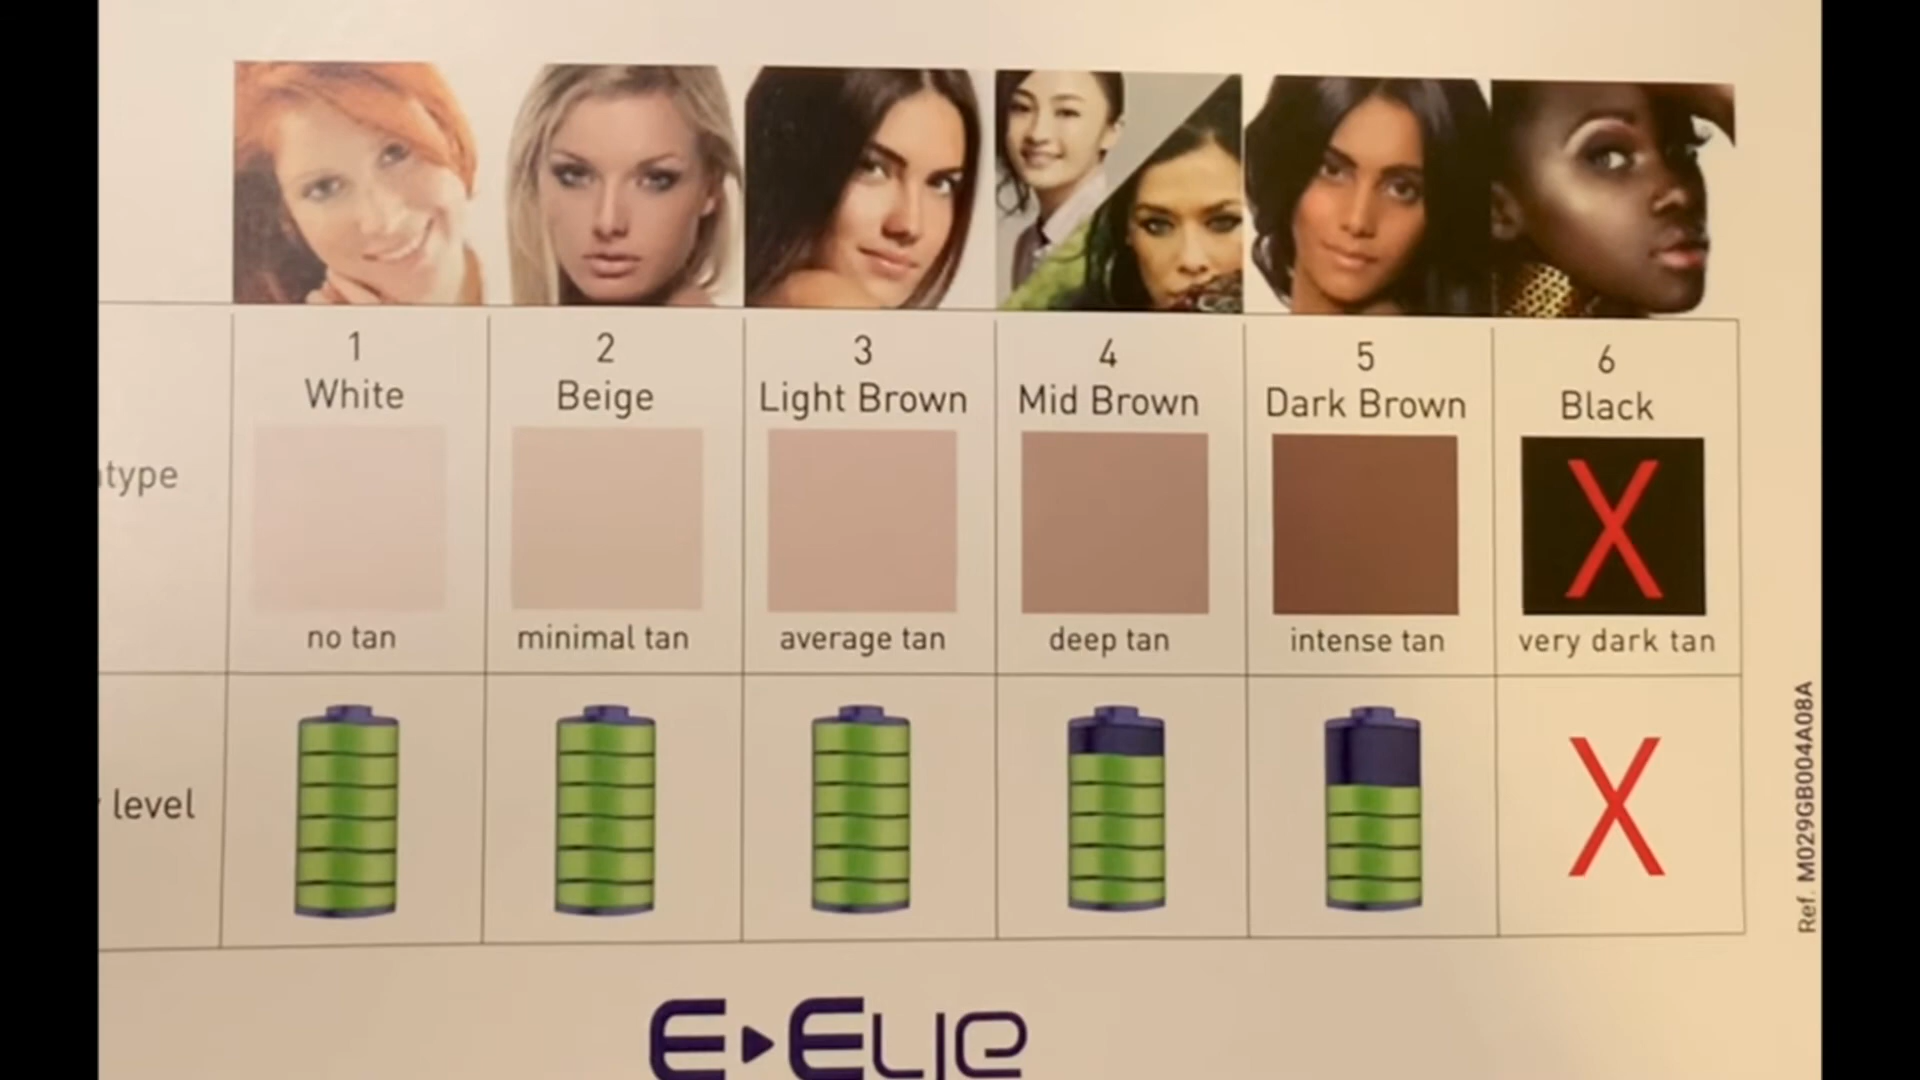 1
White
2
Beige
3
Light Brown
4
Mid Brown
5
Dark Brown
6
Black
type
no tan
minimal tan
average tan
deep tan
intense tan
very dark tan
level
X
X
Ref. M029GB004A08A
E-Eye